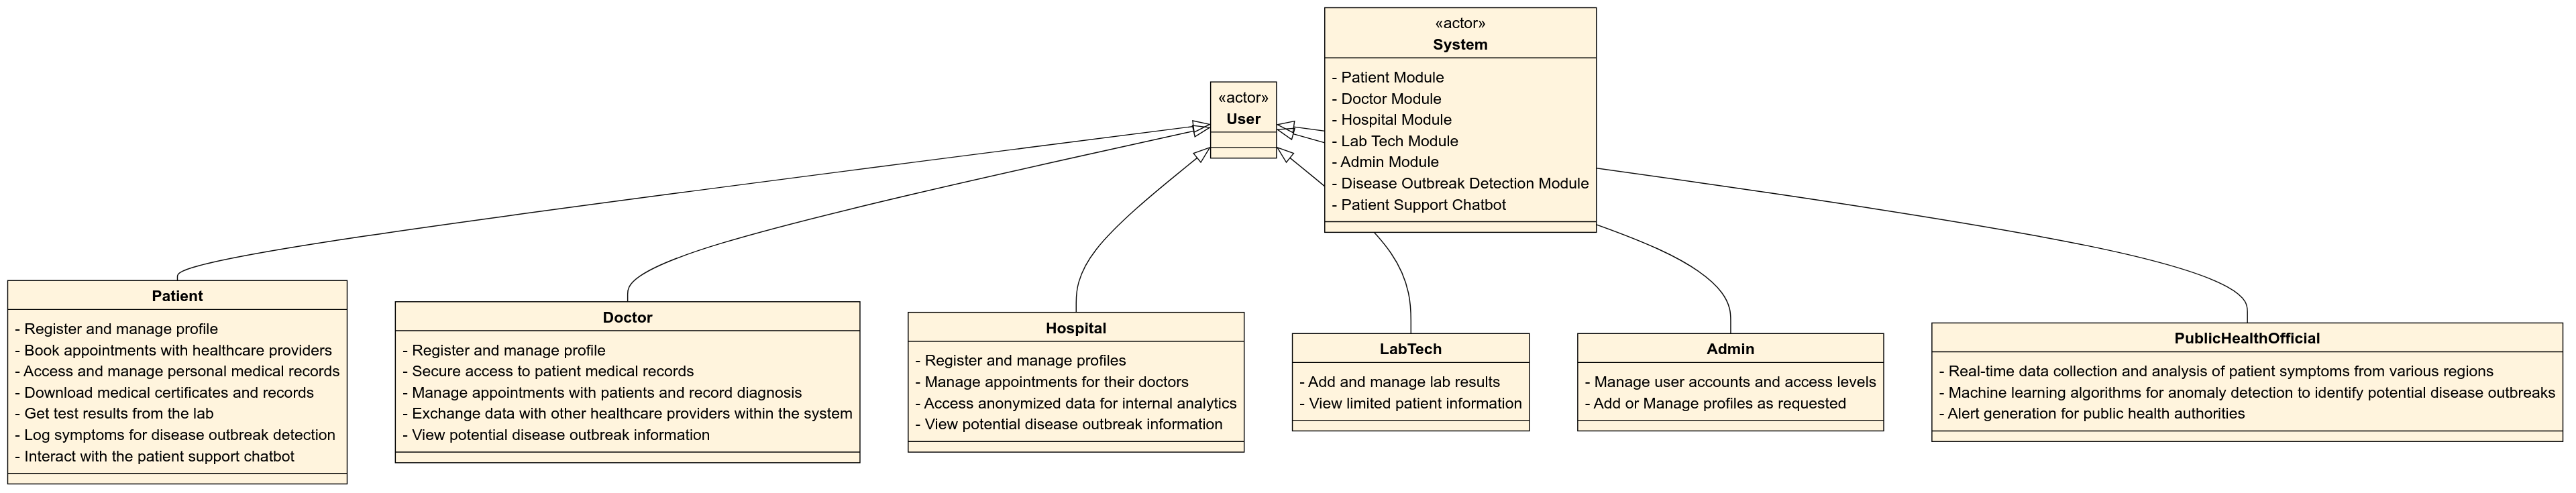 «actor»
System
- Patient Module
- Doctor Module
- Hospital Module
- Lab Tech Module
- Admin Module
- Disease Outbreak Detection Module
- Patient Support Chatbot
«actor»
User
Patient
- Register and manage profile
- Book appointments with healthcare providers
- Access and manage personal medical records
- Download medical certificates and records
- Get test results from the lab
- Log symptoms for disease outbreak detection
- Interact with the patient support chatbot
Doctor
- Register and manage profile
- Secure access to patient medical records
- Manage appointments with patients and record diagnosis
- Exchange data with other healthcare providers within the system
- View potential disease outbreak information
Hospital
- Register and manage profiles
- Manage appointments for their doctors
- Access anonymized data for internal analytics
- View potential disease outbreak information
LabTech
- Add and manage lab results
- View limited patient information
Admin
- Manage user accounts and access levels
- Add or Manage profiles as requested
PublicHealthOfficial
- Real-time data collection and analysis of patient symptoms from various regions
- Machine learning algorithms for anomaly detection to identify potential disease outbreaks
- Alert generation for public health authorities